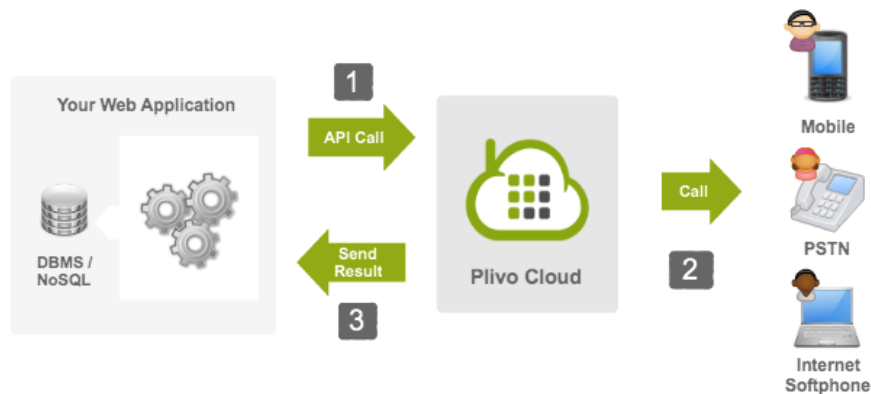 Your Web Application
DBMS /
NoSQL
1
API Call
Send
Result
3
Plivo Cloud
Call
2
Mobile
PSTN
Internet
Softphone